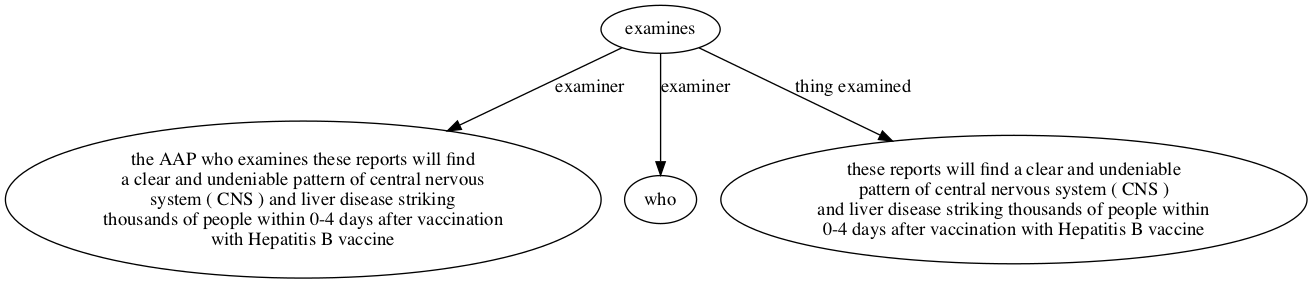 examines
examiner
examiner
thing examined
the AAP who examines these reports will find
a clear and undeniable pattern of central nervous
system ( CNS ) and liver disease striking
thousands of people within 0-4 days after vaccination
with Hepatitis B vaccine
who
these reports will find a clear and undeniable
pattern of central nervous system ( CNS )
and liver disease striking thousands of people within
0-4 days after vaccination with Hepatitis B vaccine